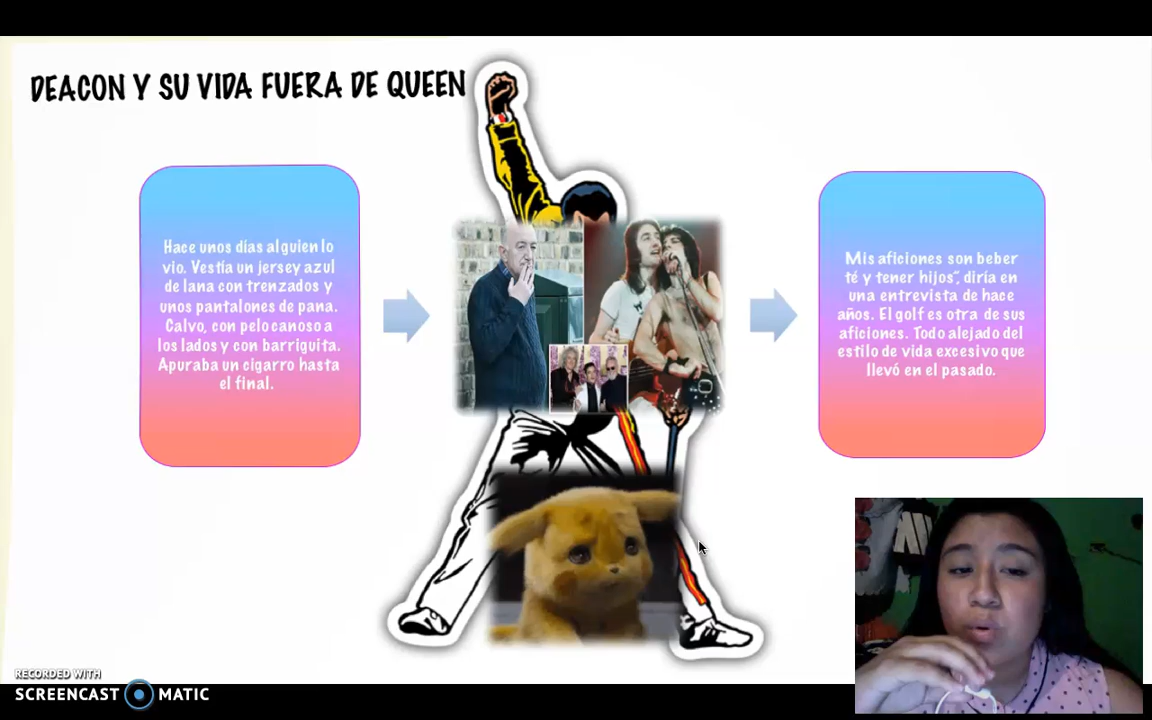 DEACON Y SU VIDA FUERA DE QUEEN
Hace unos días alguien lo
vio. Vestía un jersey azul
de lana con trenzados y
unos pantalones de pana.
Calvo, con pelo canoso a
los lados y con barriguita.
Apuraba un cigarro hasta
el final.
Mis aficiones son beber
té y tener hijos”, diría en
una entrevista de hace
años. El golf es otra de sus
aficiones. Todo alejado del
estilo de vida excesivo que
llevó en el pasado.
RECORDED WITH
SCREENCAST MATIC